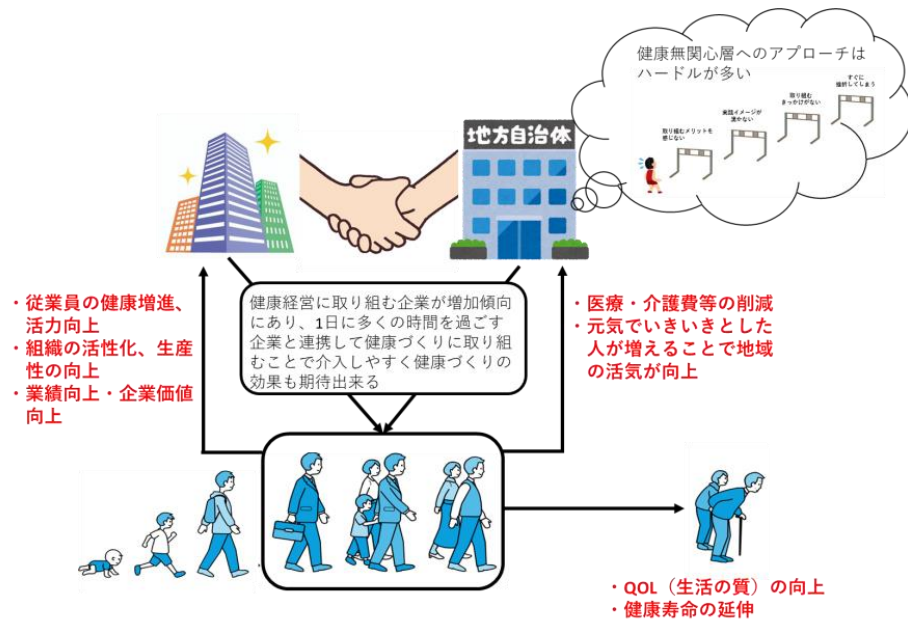 健康無関心層へのアプローチは
ハードルが多い
すぐに
挫折してしまう
取り組む
きっかけがない
実践イメージが
湧かない
取り組むメリットを
感じない
地方自治体
・従業員の健康増進、
活力向上
・組織の活性化、生産
性の向上
・業績向上・企業価値
向上
健康経営に取り組む企業が増加傾向
にあり、1日に多くの時間を過ごす
企業と連携して健康づくりに取り組
むことで介入しやすく健康づくりの
効果も期待出来る
・医療・介護費等の削減
・元気でいきいきとした
人が増えることで地域
の活気が向上
・QOL（生活の質）の向上
・健康寿命の延伸